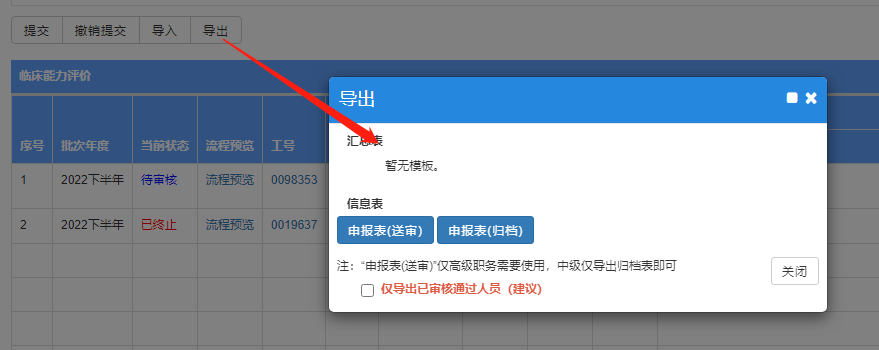 提交 撤销提交 导入 导出
临床能力评价
导出
序号 批次年度 当前状态 流程预览 工号
汇总表
暂无模板。
1 2022下半年 待审核 流程预览 0098353
信息表
2 2022下半年 已终止 流程预览 0019637
申报表(送审) 申报表(归档)
注：“申报表(送审)”仅高级职务需要使用，中级仅导出归档表即可
关闭
仅导出已审核通过人员（建议）